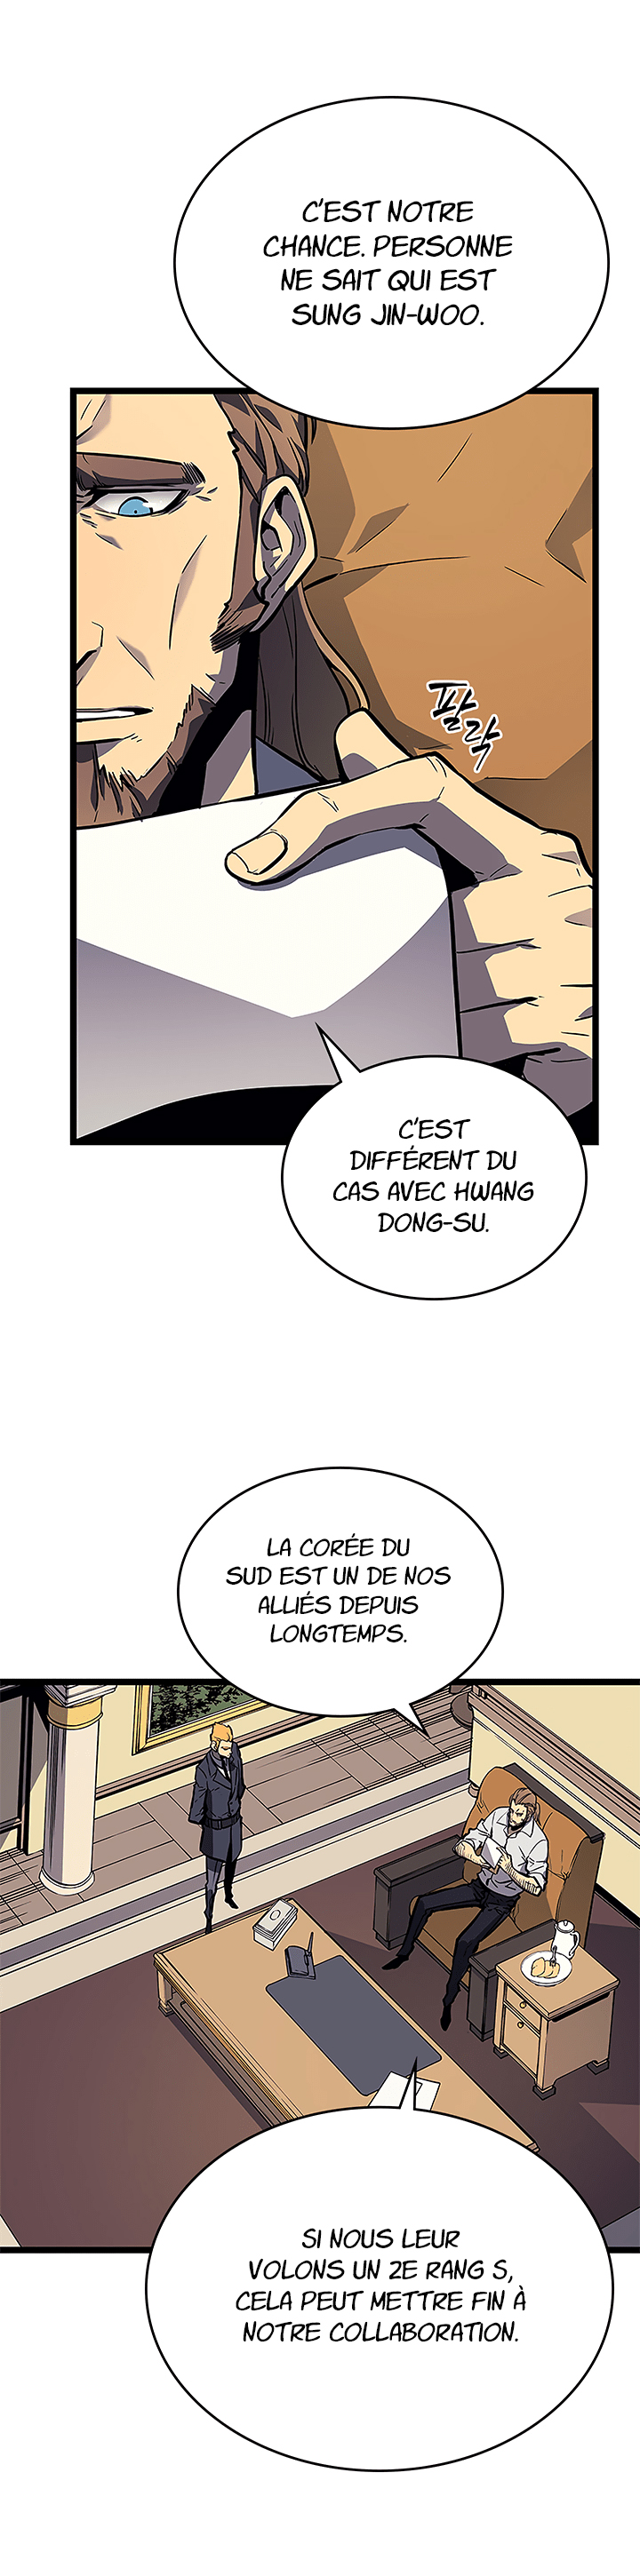 C'EST NOTRE
CHANCE. PERSONNE
NE SAIT QUI EST
SUNG JIN-WOO.
팔락
C'EST
DIFFÉRENT DU
CAS AVEC HWANG
DONG-SU.
LA CORÉE DU
SUD EST UN DE NOS
ALLIÉS DEPUIS
LONGTEMPS.
SI NOUS LEUR
VOLONS UN 2E RANG S,
CELA PEUT METTRE FIN À
NOTRE COLLABORATION.